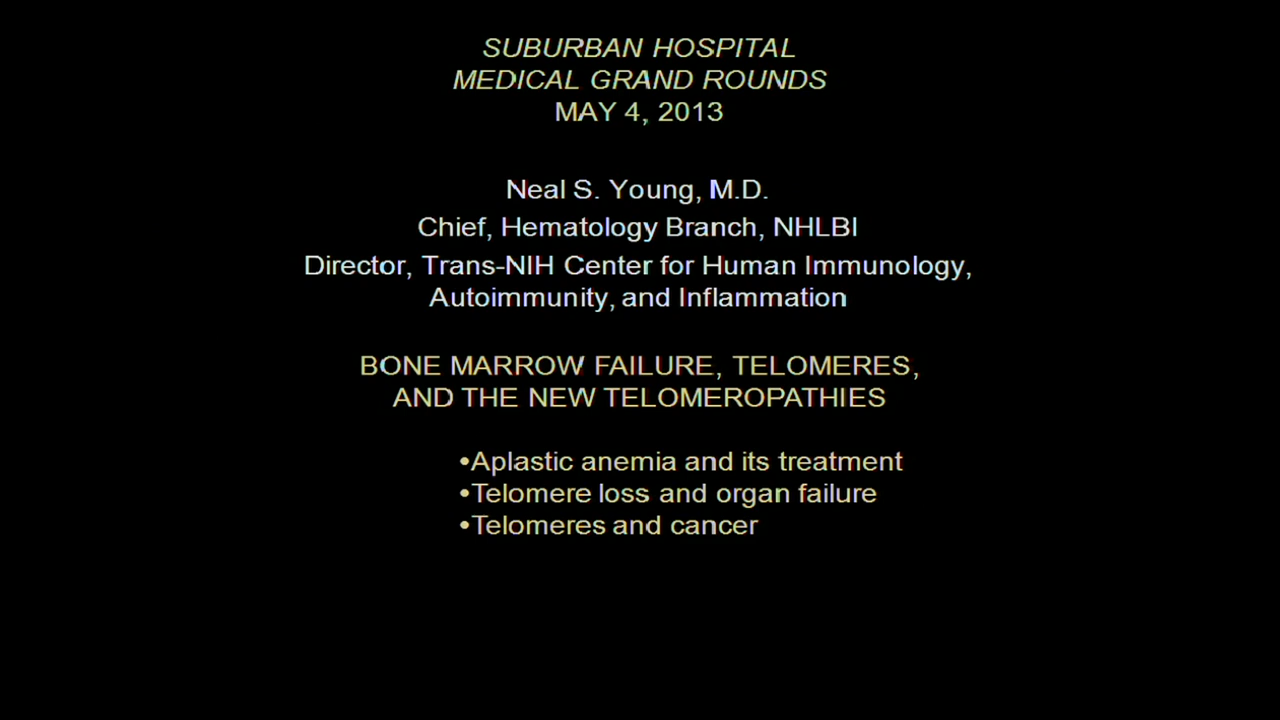 SUBURBAN HOSPITAL
MEDICAL GRAND ROUNDS
MAY 4, 2013
Neal S. Young, M.D.
Chief, Hematology Branch, NHLBI
Director, Trans-NIH Center for Human Immunology,
Autoimmunity, and Inflammation
BONE MARROW FAILURE, TELOMERES,
AND THE NEW TELOMEROPATHIES
•Aplastic anemia and its treatment
•Telomere loss and organ failure
•Telomeres and cancer